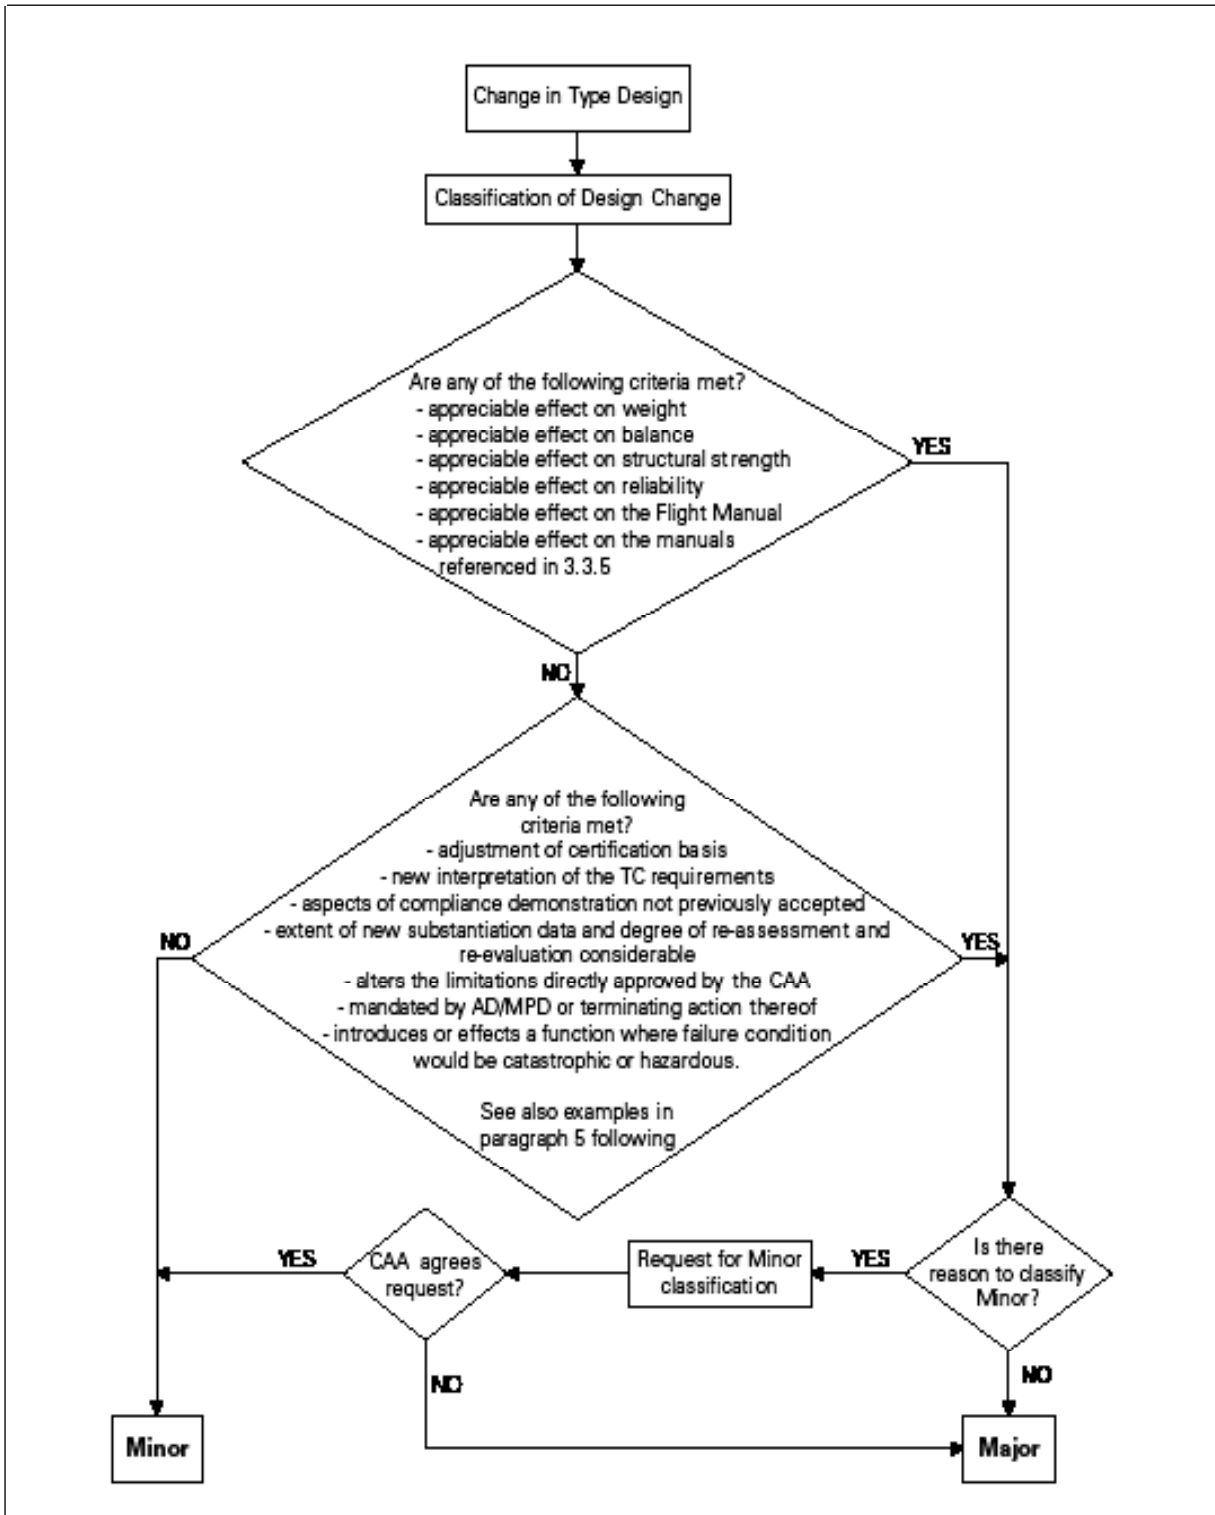 Change in Type Design
Classification of Design Change
Are any of the following criteria met?
- appreciable effect on weight
- appreciable effect on balance
- appreciable effect on structural strength
- appreciable effect on reliability
- appreciable effect on the Flight Manual
- appreciable effect on the manuals
referenced in 3.3.5
YES
NO
Are any of the following
criteria met?
- adjustment of certification basis
- new interpretation of the TC requirements
- aspects of compliance demonstration not previously accepted
- extent of new substantiation data and degree of re-assessment and
re-evaluation considerable
- alters the limitations directly approved by the CAA
- mandated by AD/MPD or terminating action thereof
- introduces or effects a function where failure condition
would be catastrophic or hazardous.
See also examples in
paragraph 5 following
NO
YES
Is there
reason to classify
Minor?
YES
Request for Minor
classification
CAA agrees
request?
YES
NO
NO
Minor
Major